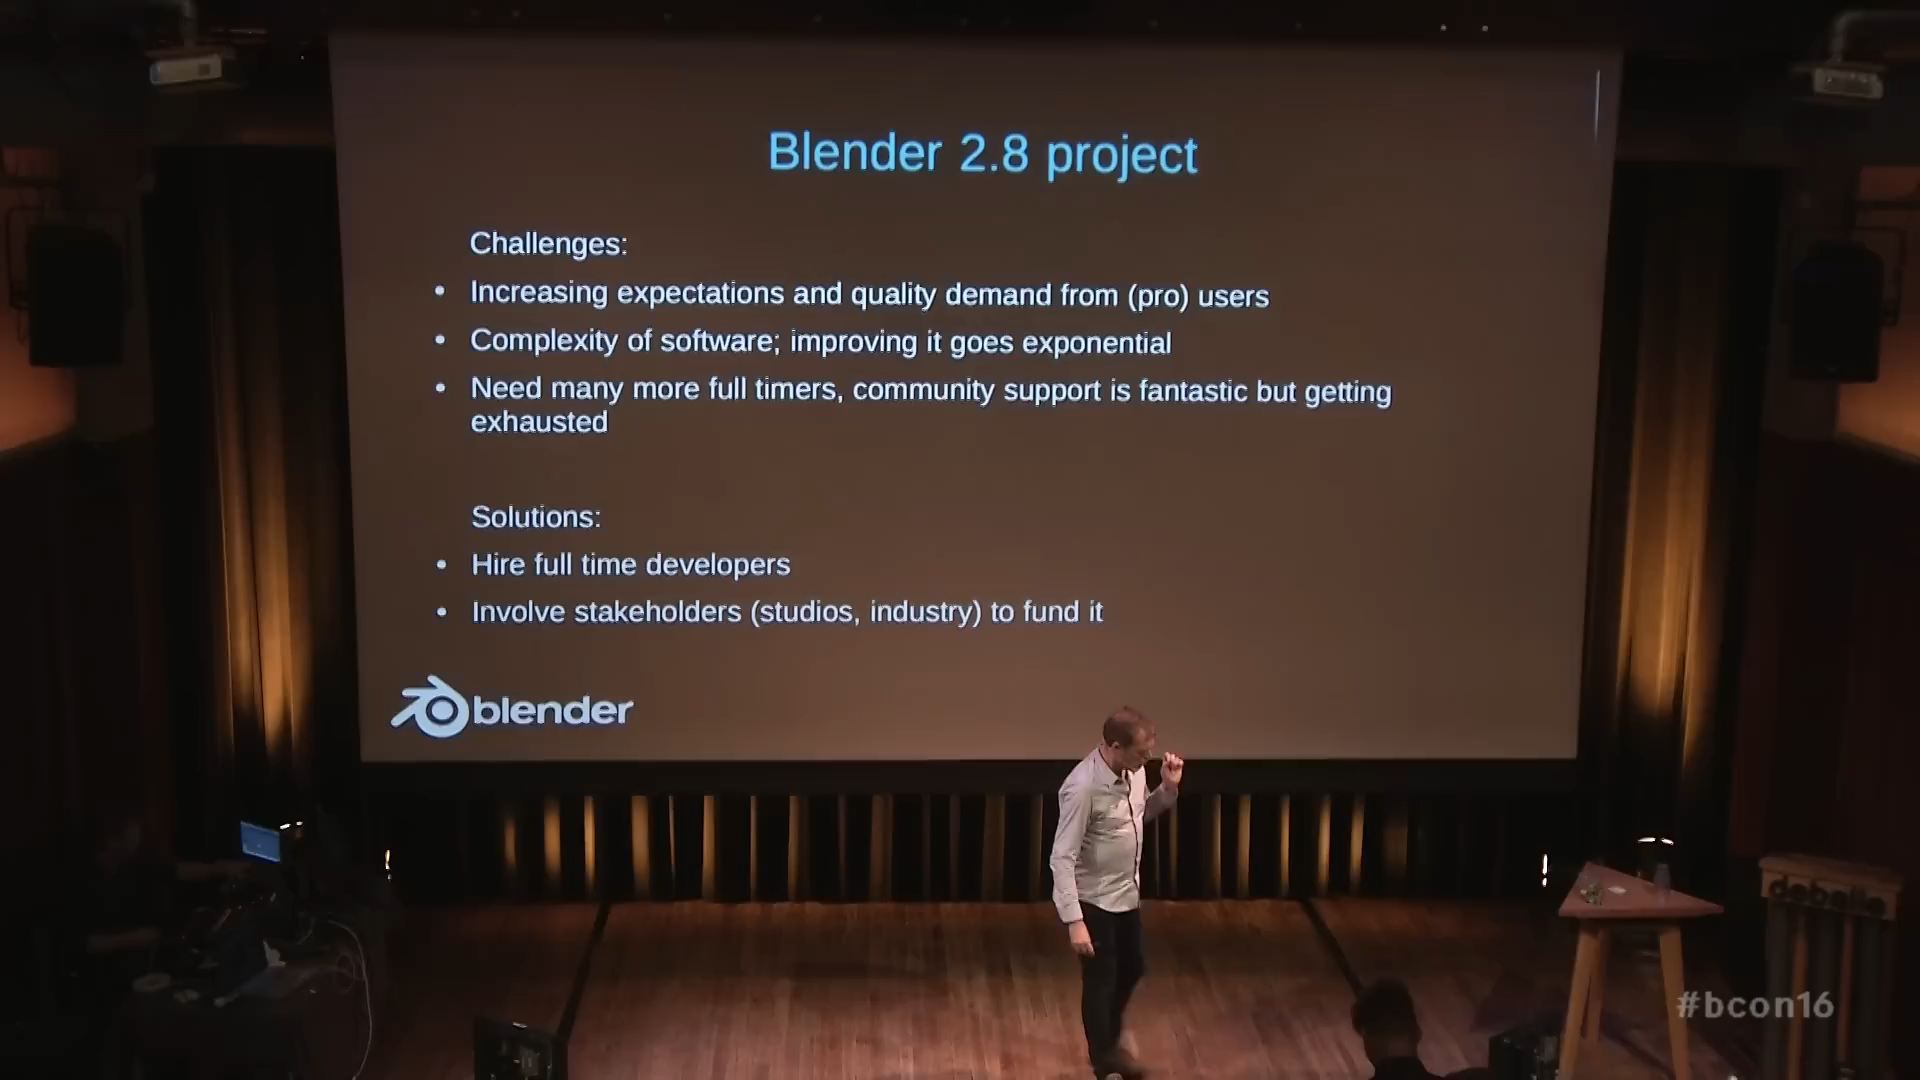 Blender 2.8 project
Challenges:
• Increasing expectations and quality demand from (pro) users
• Complexity of software; improving it goes exponential
• Need many more full timers, community support is fantastic but getting
exhausted
Solutions:
• Hire full time developers
• Involve stakeholders (studios, industry) to fund it
blender
debalie
#bcon16